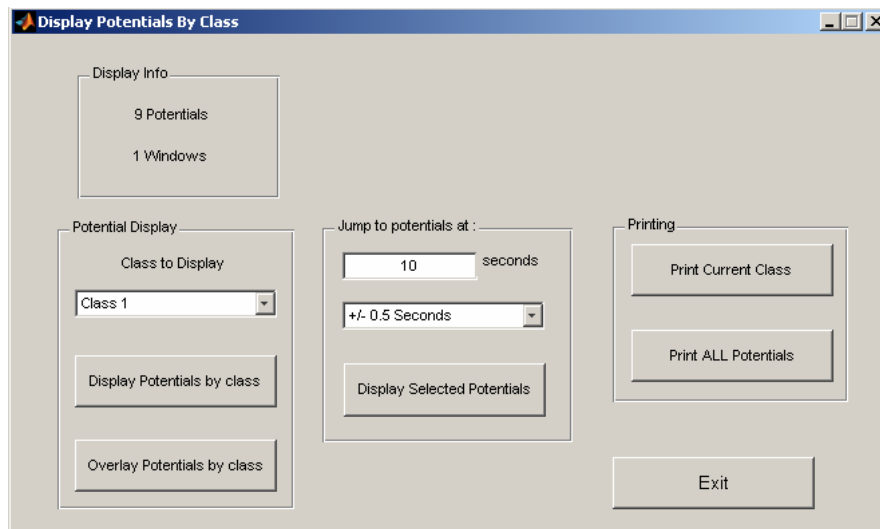 Display Potentials By Class
Display Info
9 Potentials
1 Windows
Potential Display
Class to Display
Class 1
Display Potentials by class
Overlay Potentials by class
Jump to potentials at :
10 seconds
+/- 0.5 Seconds
Display Selected Potentials
Printing
Print Current Class
Print ALL Potentials
Exit